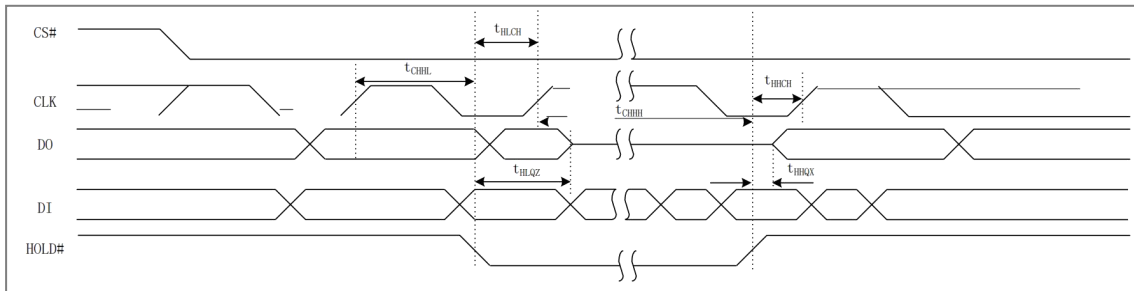 CS#
tHLCH
tCHHL
tHHCH
CLK
tCHHH
DO
tHLQZ
tHHQX
DI
HOLD#